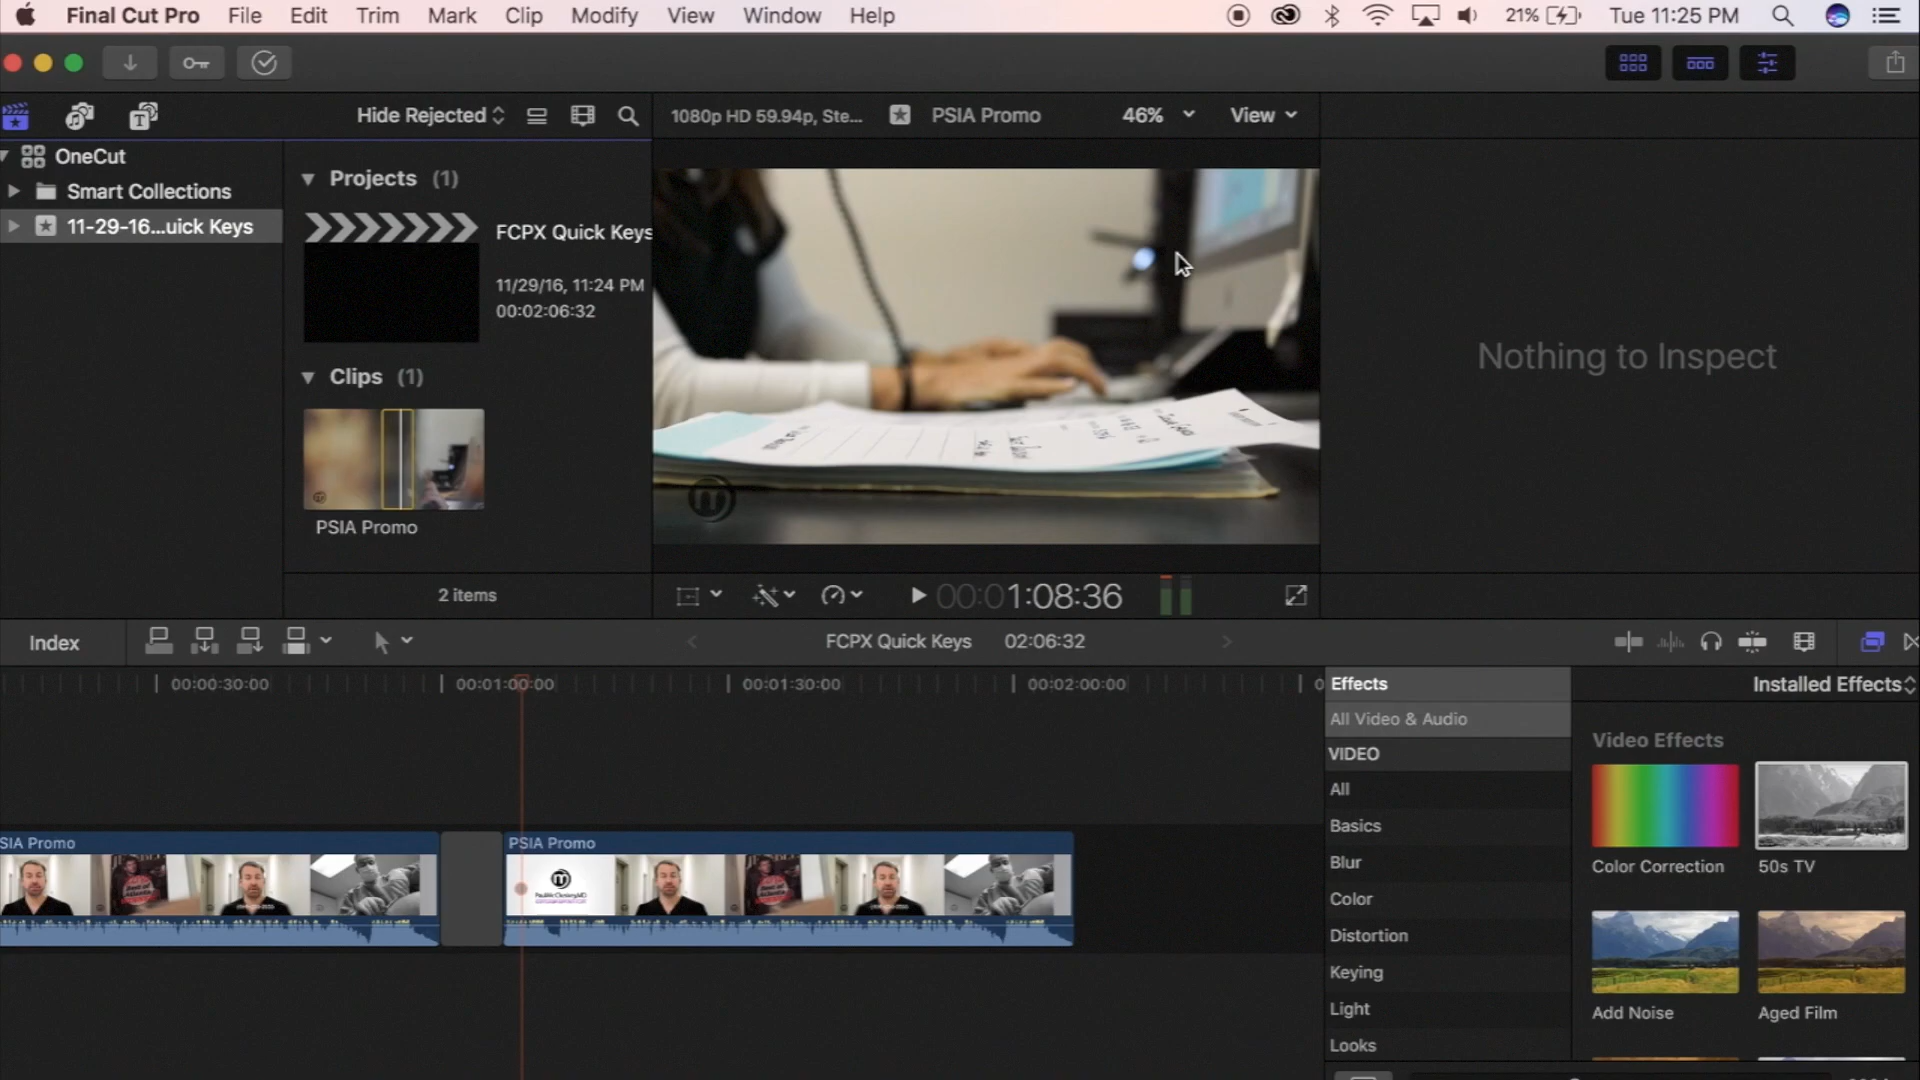 Final Cut Pro File Edit Trim Mark Clip Modify View Window Help 21% Tue 11:25 PM
Hide Rejected 1080p HD 59.94p, Ste... PSIA Promo 46% View
OneCut
Smart Collections
11-29-16...uick Keys
Projects (1)
FCPX Quick Keys
11/29/16, 11:24 PM
00:02:06:32
Clips (1)
PSIA Promo
2 items
Nothing to Inspect
00:01:08:36
Index FCPX Quick Keys 02:06:32
00:00:30:00 00:01:00:00 00:01:30:00 00:02:00:00 0
SIA Promo PSIA Promo
Effects Installed Effects
All Video & Audio
VIDEO
All
Basics
Blur
Color
Distortion
Keying
Light
Looks
Video Effects
Color Correction 50s TV
Add Noise Aged Film